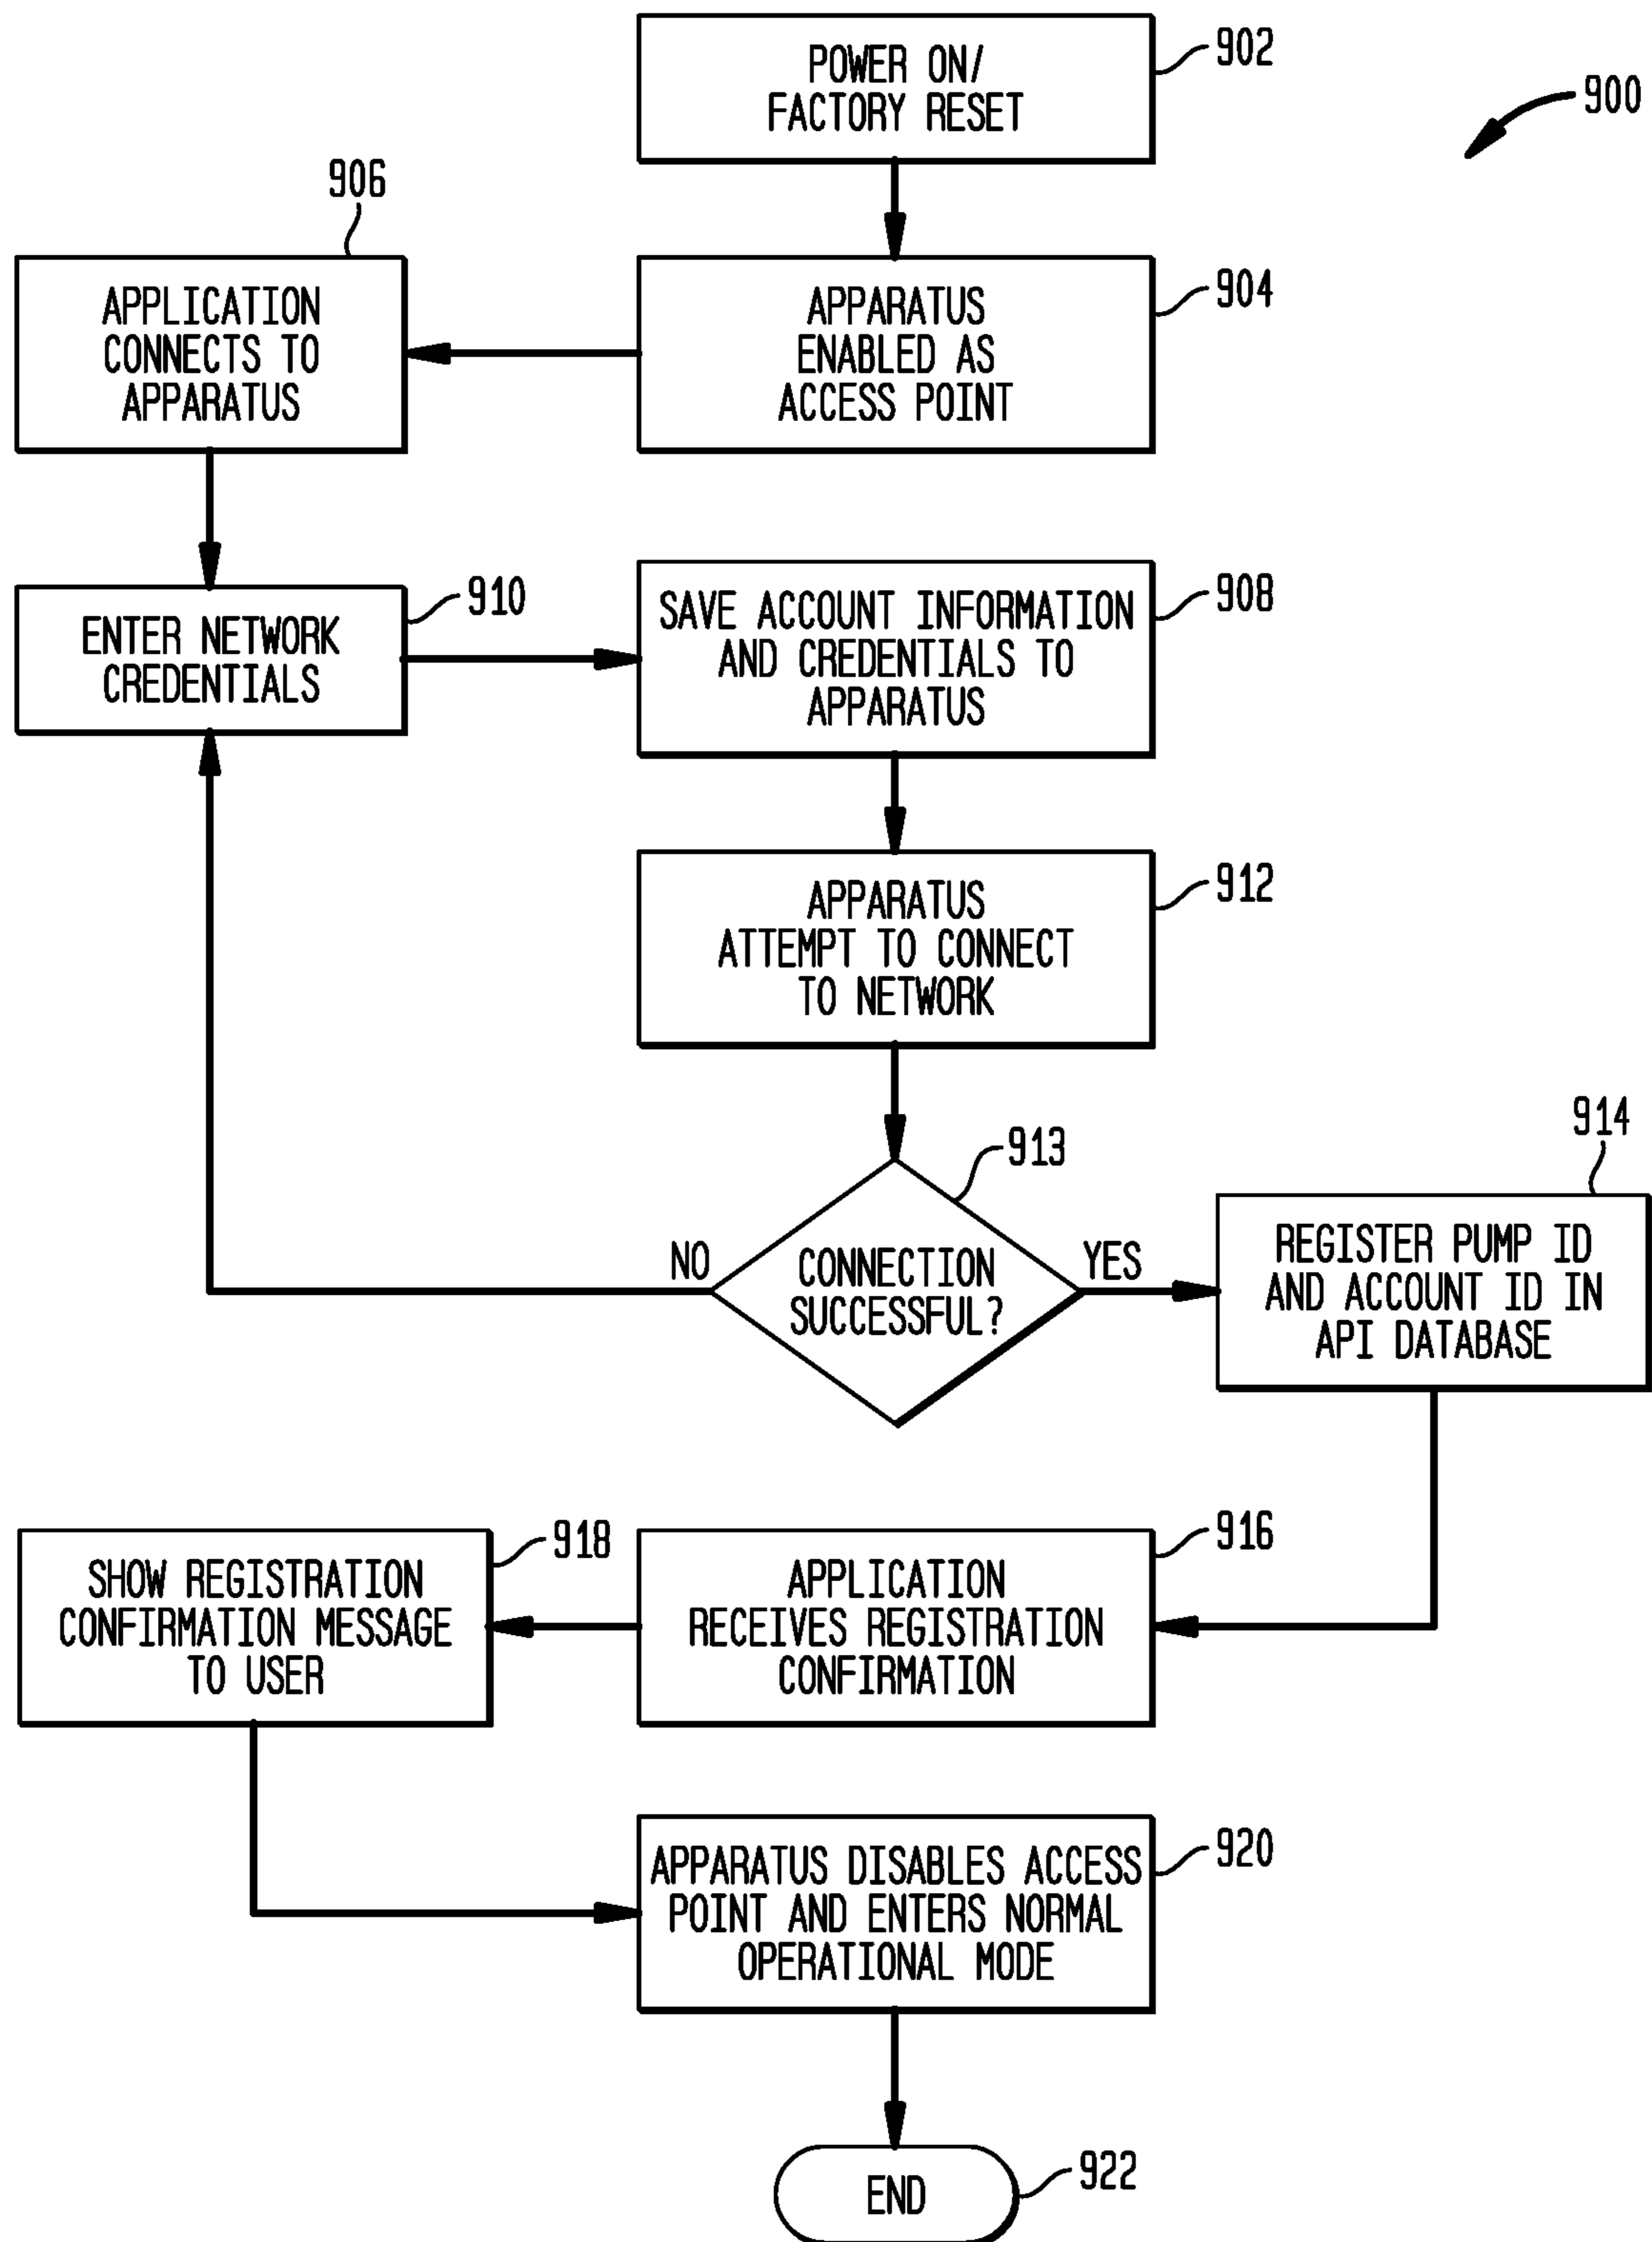 POWER ON/
FACTORY RESET
902
900
906
APPLICATION
CONNECTS TO
APPARATUS
APPARATUS
ENABLED AS
ACCESS POINT
904
ENTER NETWORK
CREDENTIALS
910
SAVE ACCOUNT INFORMATION
AND CREDENTIALS TO
APPARATUS
908
APPARATUS
ATTEMPT TO CONNECT
TO NETWORK
912
913
CONNECTION
SUCCESSFUL?
NO
YES
914
REGISTER PUMP ID
AND ACCOUNT ID IN
API DATABASE
APPLICATION
RECEIVES REGISTRATION
CONFIRMATION
916
SHOW REGISTRATION
CONFIRMATION MESSAGE
TO USER
918
APPARATUS DISABLES ACCESS
POINT AND ENTERS NORMAL
OPERATIONAL MODE
920
END
922